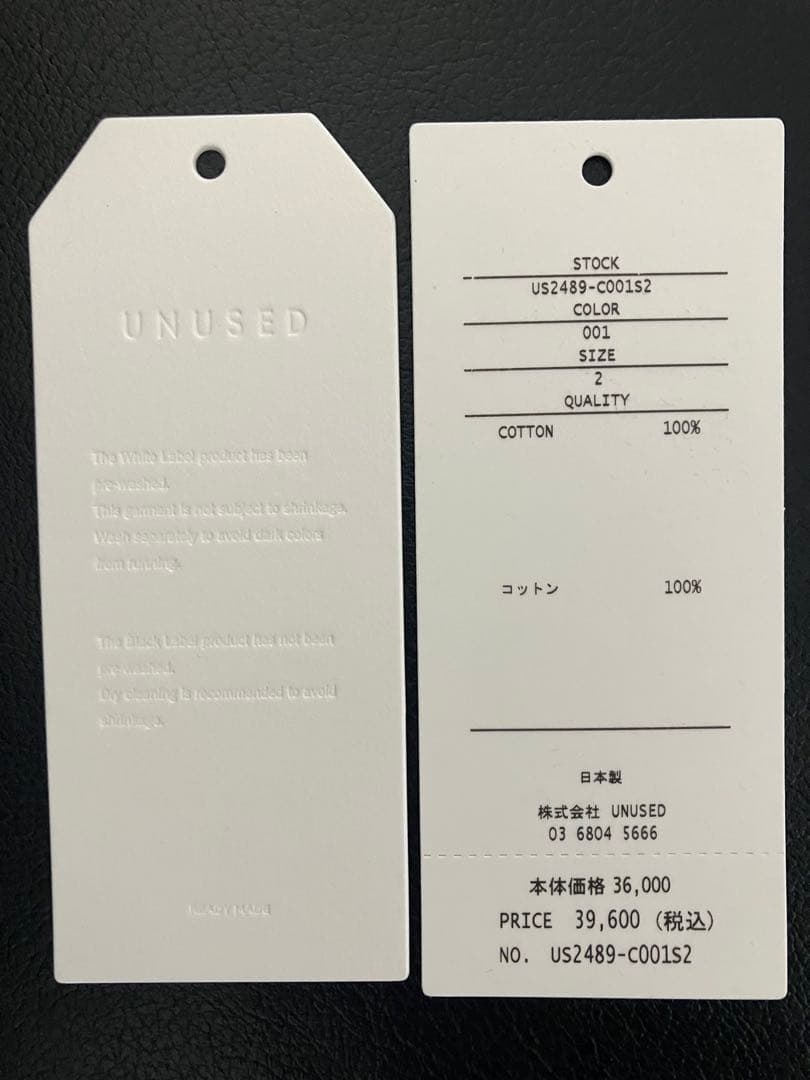 UNUSED
The White Label product has been
pre-washed.
This garment is not subject to shrinkage.
Wash separately to avoid dark colors
from running.
The Black Label product has not been
pre-washed.
Dry cleaning is recommended to avoid
shrinkage.
READY MADE
STOCK
US2489-C001S2
COLOR
001
SIZE
2
QUALITY
COTTON 100%
コットン 100%
日本製
株式会社 UNUSED
03 6804 5666
本体価格 36,000
PRICE 39,600 (税込)
NO. US2489-C001S2